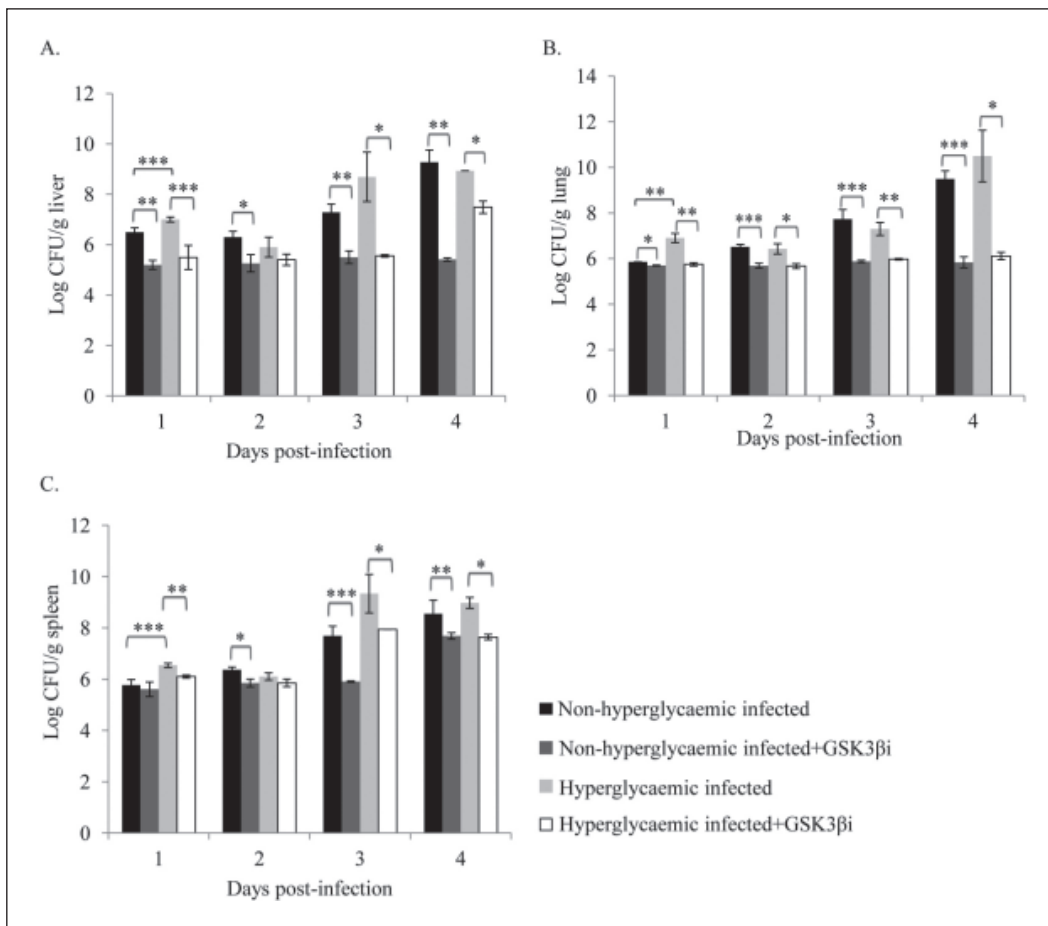 A.
Log CFU/g liver
12
10
8
6
4
2
0
*** ** *** * ** * ** *
1 2 3 4
Days post-infection
B.
Log CFU/g lung
14
12
10
8
6
4
2
0
** * ** *** * *** ** *** *
1 2 3 4
Days post-infection
C.
Log CFU/g spleen
12
10
8
6
4
2
0
*** ** * *** * ** *
1 2 3 4
Days post-infection
Non-hyperglycaemic infected
Non-hyperglycaemic infected+GSK3βi
Hyperglycaemic infected
Hyperglycaemic infected+GSK3βi